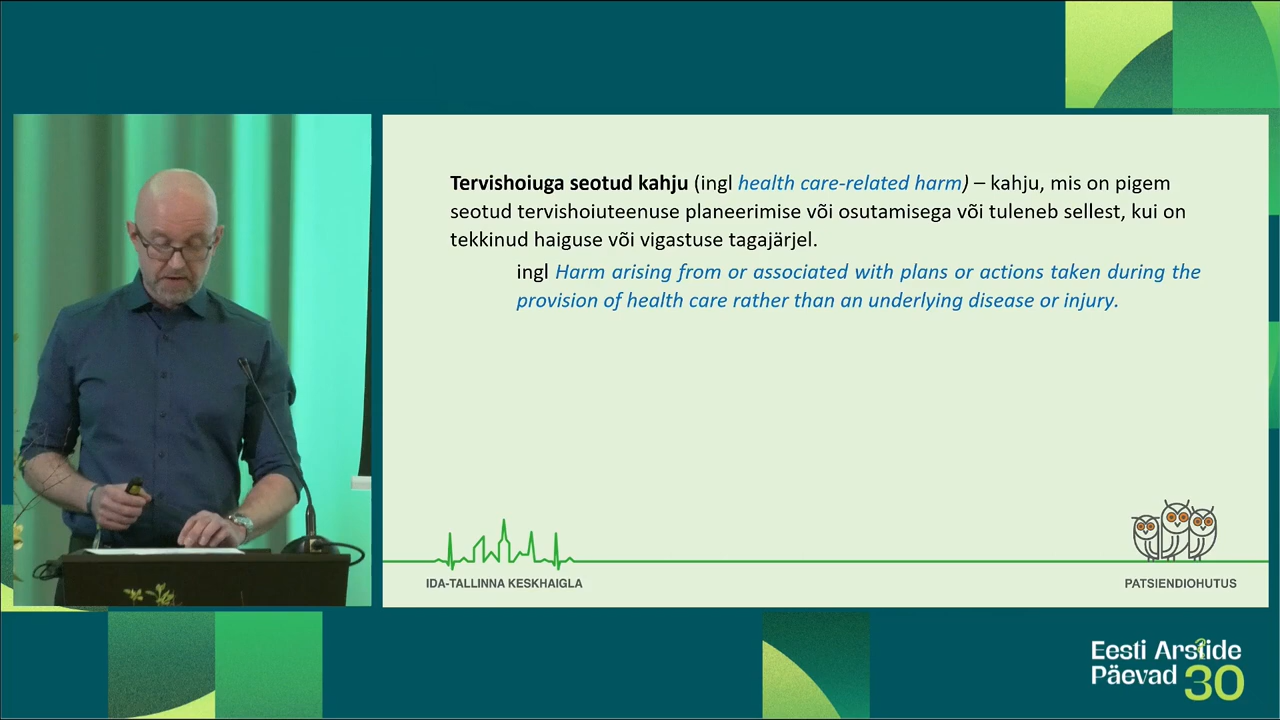 Tervishoiuga seotud kahju (ingl health care-related harm) – kahju, mis on pigem
seotud tervishoiuteenuse planeerimise või osutamisega või tuleneb sellest, kui on
tekkinud haiguse või vigastuse tagajärjel.
ingl Harm arising from or associated with plans or actions taken during the
provision of health care rather than an underlying disease or injury.
IDA-TALLINNA KESKHAIGLA
PATSIENDIOHUTUS
Eesti Arstide
Päevad 30